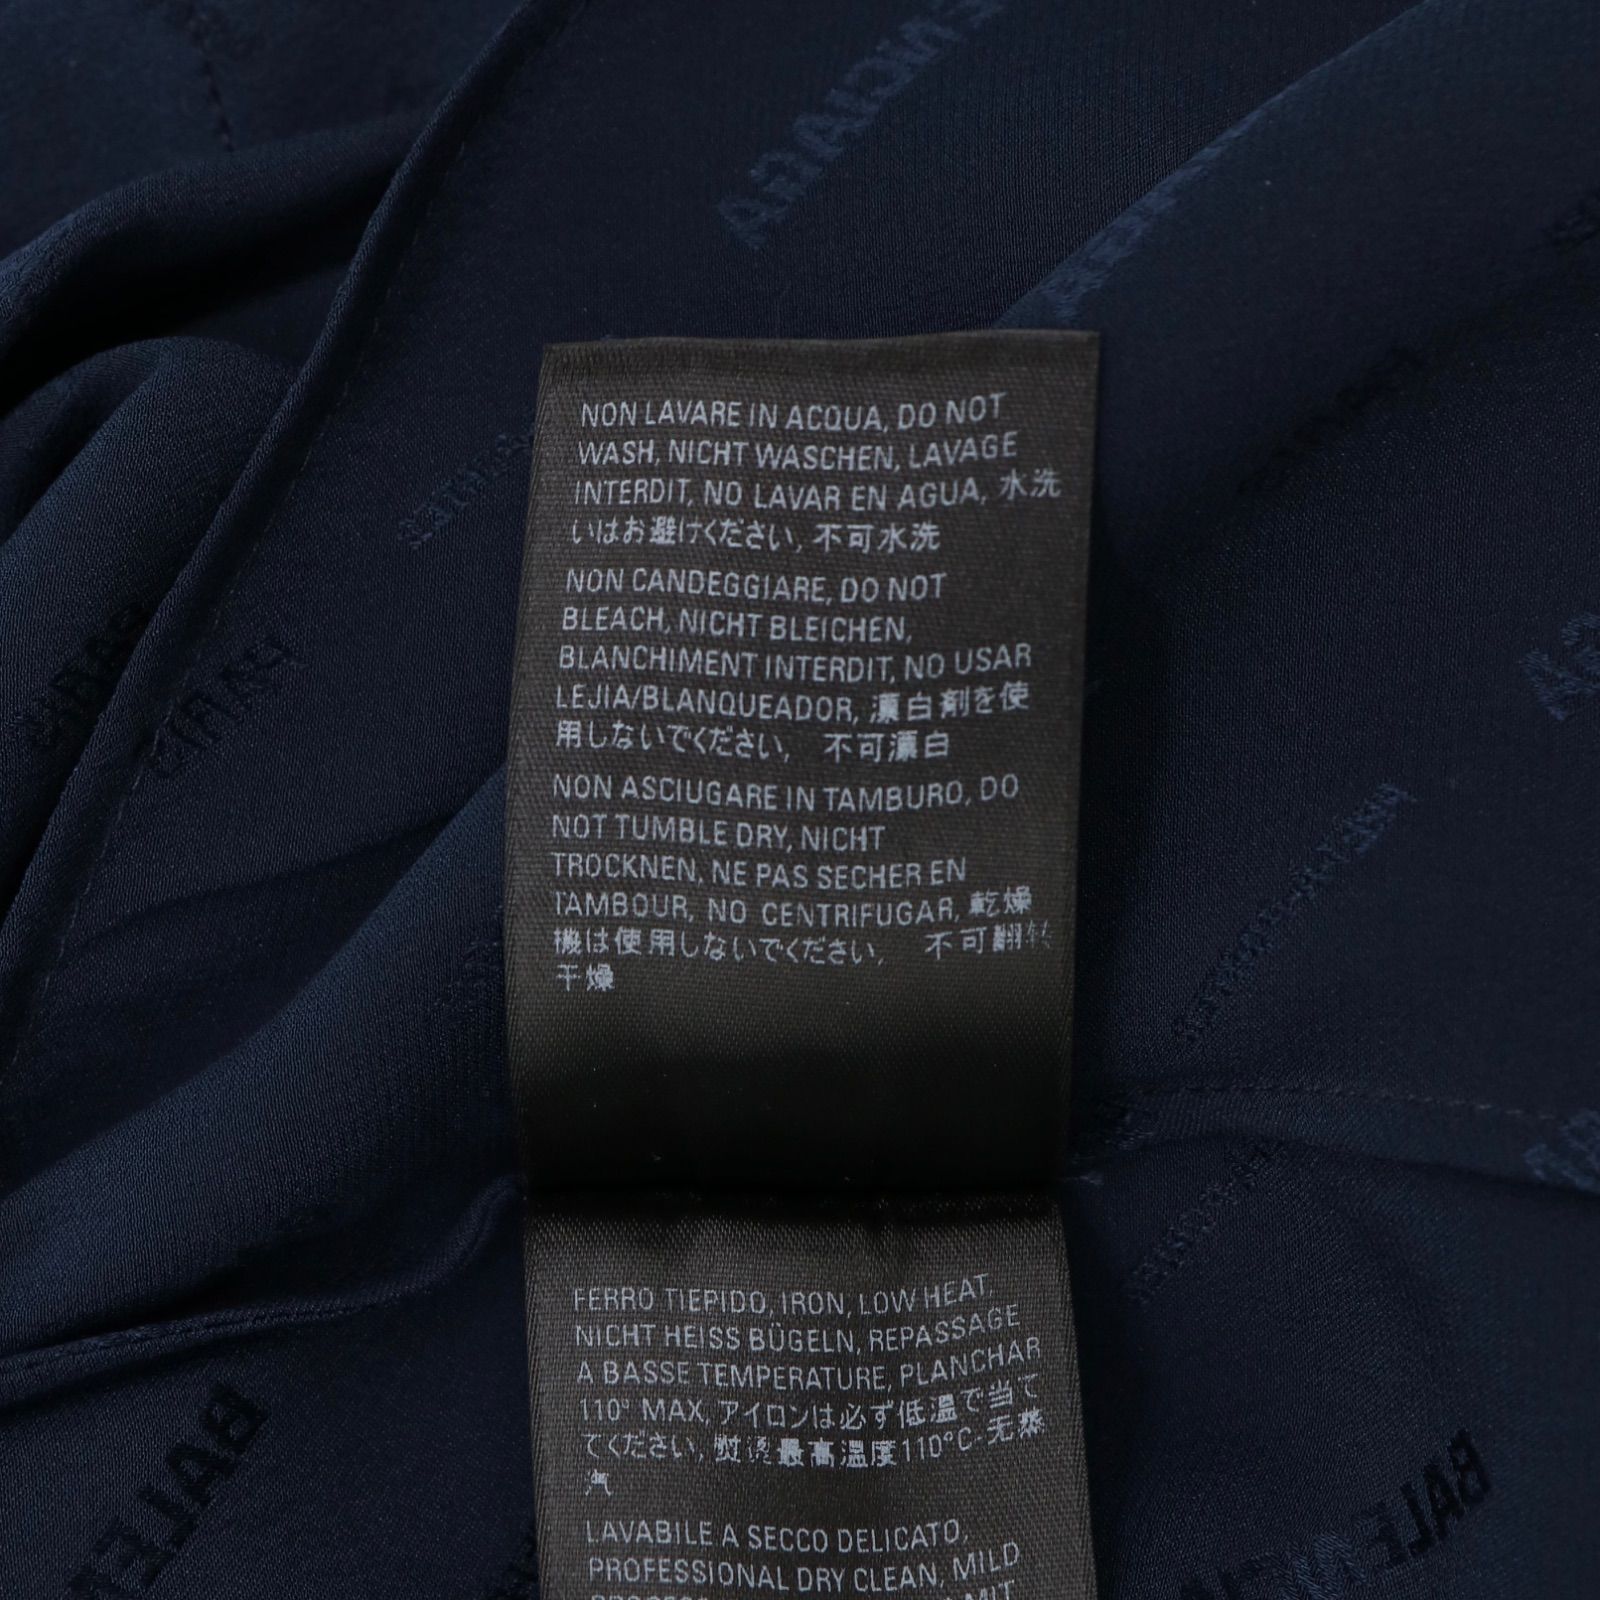 NON LAVARE IN ACQUA, DO NOT
WASH, NICHT WASCHEN, LAVAGE
INTERDIT, NO LAVAR EN AGUA, 水洗
いはお避けください, 不可水洗
NON CANDEGGIARE, DO NOT
BLEACH, NICHT BLEICHEN,
BLANCHIMENT INTERDIT, NO USAR
LEJIA/BLANQUEADOR, 漂白剤を使
用しないでください, 不可漂白
NON ASCIUGARE IN TAMBURO, DO
NOT TUMBLE DRY, NICHT
TROCKNEN, NE PAS SECHER EN
TAMBOUR, NO CENTRIFUGAR, 乾燥
機は使用しないでください, 不可翻转
干燥
FERRO TIEPIDO, IRON, LOW HEAT,
NICHT HEISS BÜGELN, REPASSAGE
A BASSE TEMPERATURE, PLANCHAR
110° MAX, アイロンは必ず低温で当て
てください, 熨烫最高温度110°C-无蒸
汽
LAVABILE A SECCO DELICATO,
PROFESSIONAL DRY CLEAN, MILD
MIT